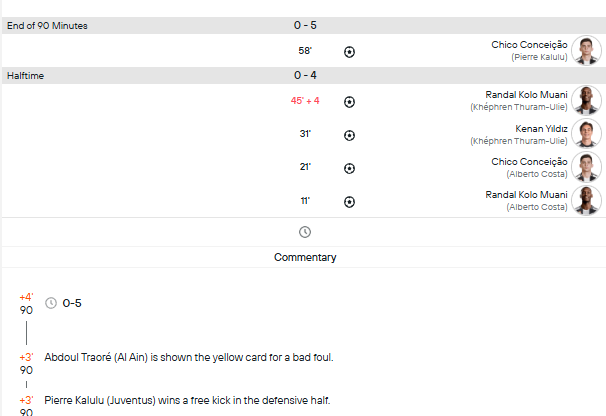 End of 90 Minutes 0 - 5
58' Chico Conceição
(Pierre Kalulu)
Halftime 0 - 4
45' + 4 Randal Kolo Muani
(Khéphren Thuram-Ulie)
31' Kenan Yıldız
(Khéphren Thuram-Ulie)
21' Chico Conceição
(Alberto Costa)
11' Randal Kolo Muani
(Alberto Costa)
Commentary
+4'
90 0-5
+3'
90 Abdoul Traoré (Al Ain) is shown the yellow card for a bad foul.
+3'
90 Pierre Kalulu (Juventus) wins a free kick in the defensive half.